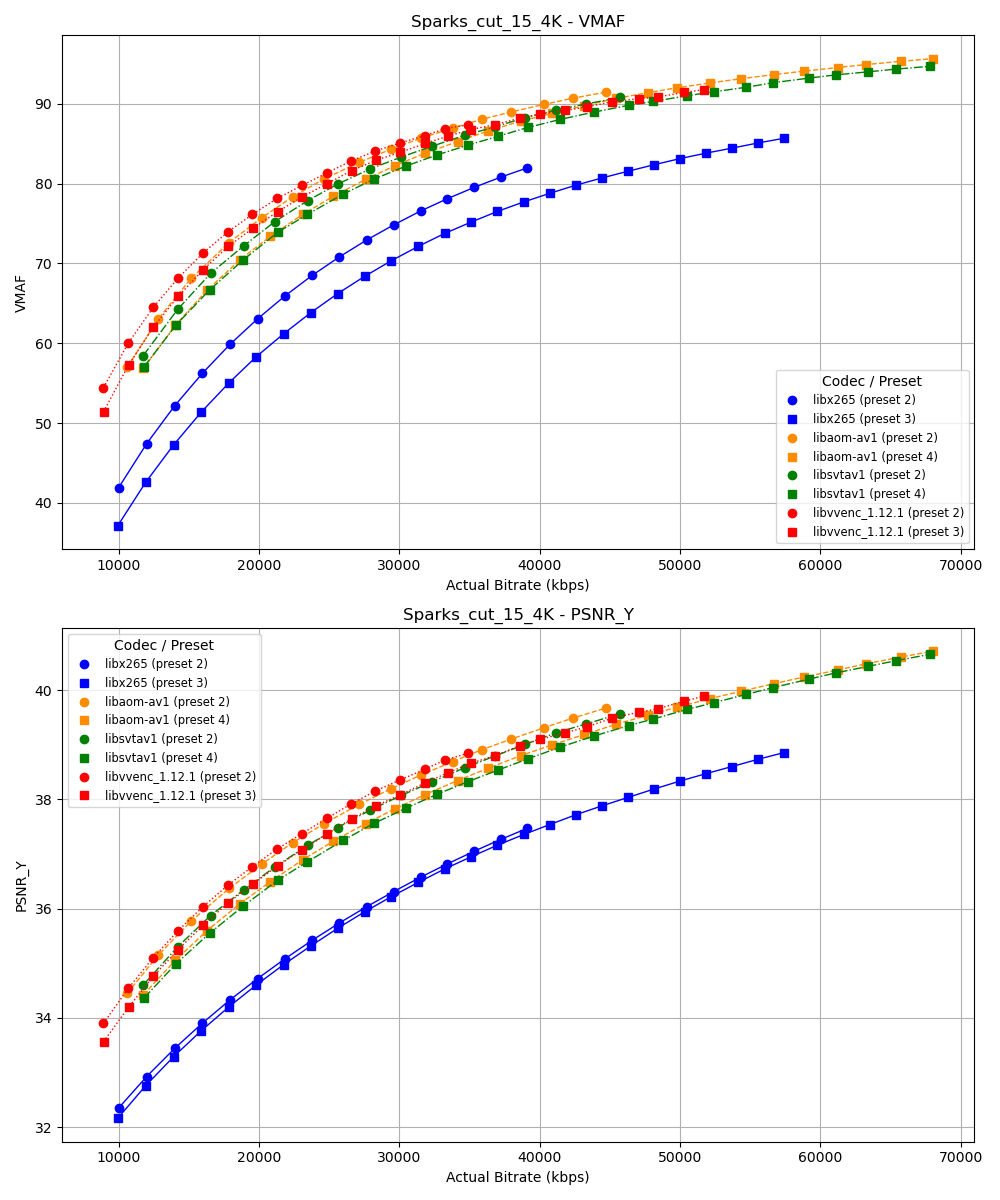 Sparks_cut_15_4K - VMAF
90
80
70
60
50
40
VMAF
Codec / Preset
libx265 (preset 2)
libx265 (preset 3)
libaom-av1 (preset 2)
libaom-av1 (preset 4)
libsvtav1 (preset 2)
libsvtav1 (preset 4)
libvvenc_1.12.1 (preset 2)
libvvenc_1.12.1 (preset 3)
10000 20000 30000 40000 50000 60000 70000
Actual Bitrate (kbps)
Sparks_cut_15_4K - PSNR_Y
Codec / Preset
libx265 (preset 2)
libx265 (preset 3)
libaom-av1 (preset 2)
libaom-av1 (preset 4)
libsvtav1 (preset 2)
libsvtav1 (preset 4)
libvvenc_1.12.1 (preset 2)
libvvenc_1.12.1 (preset 3)
40
38
36
34
32
PSNR_Y
10000 20000 30000 40000 50000 60000 70000
Actual Bitrate (kbps)